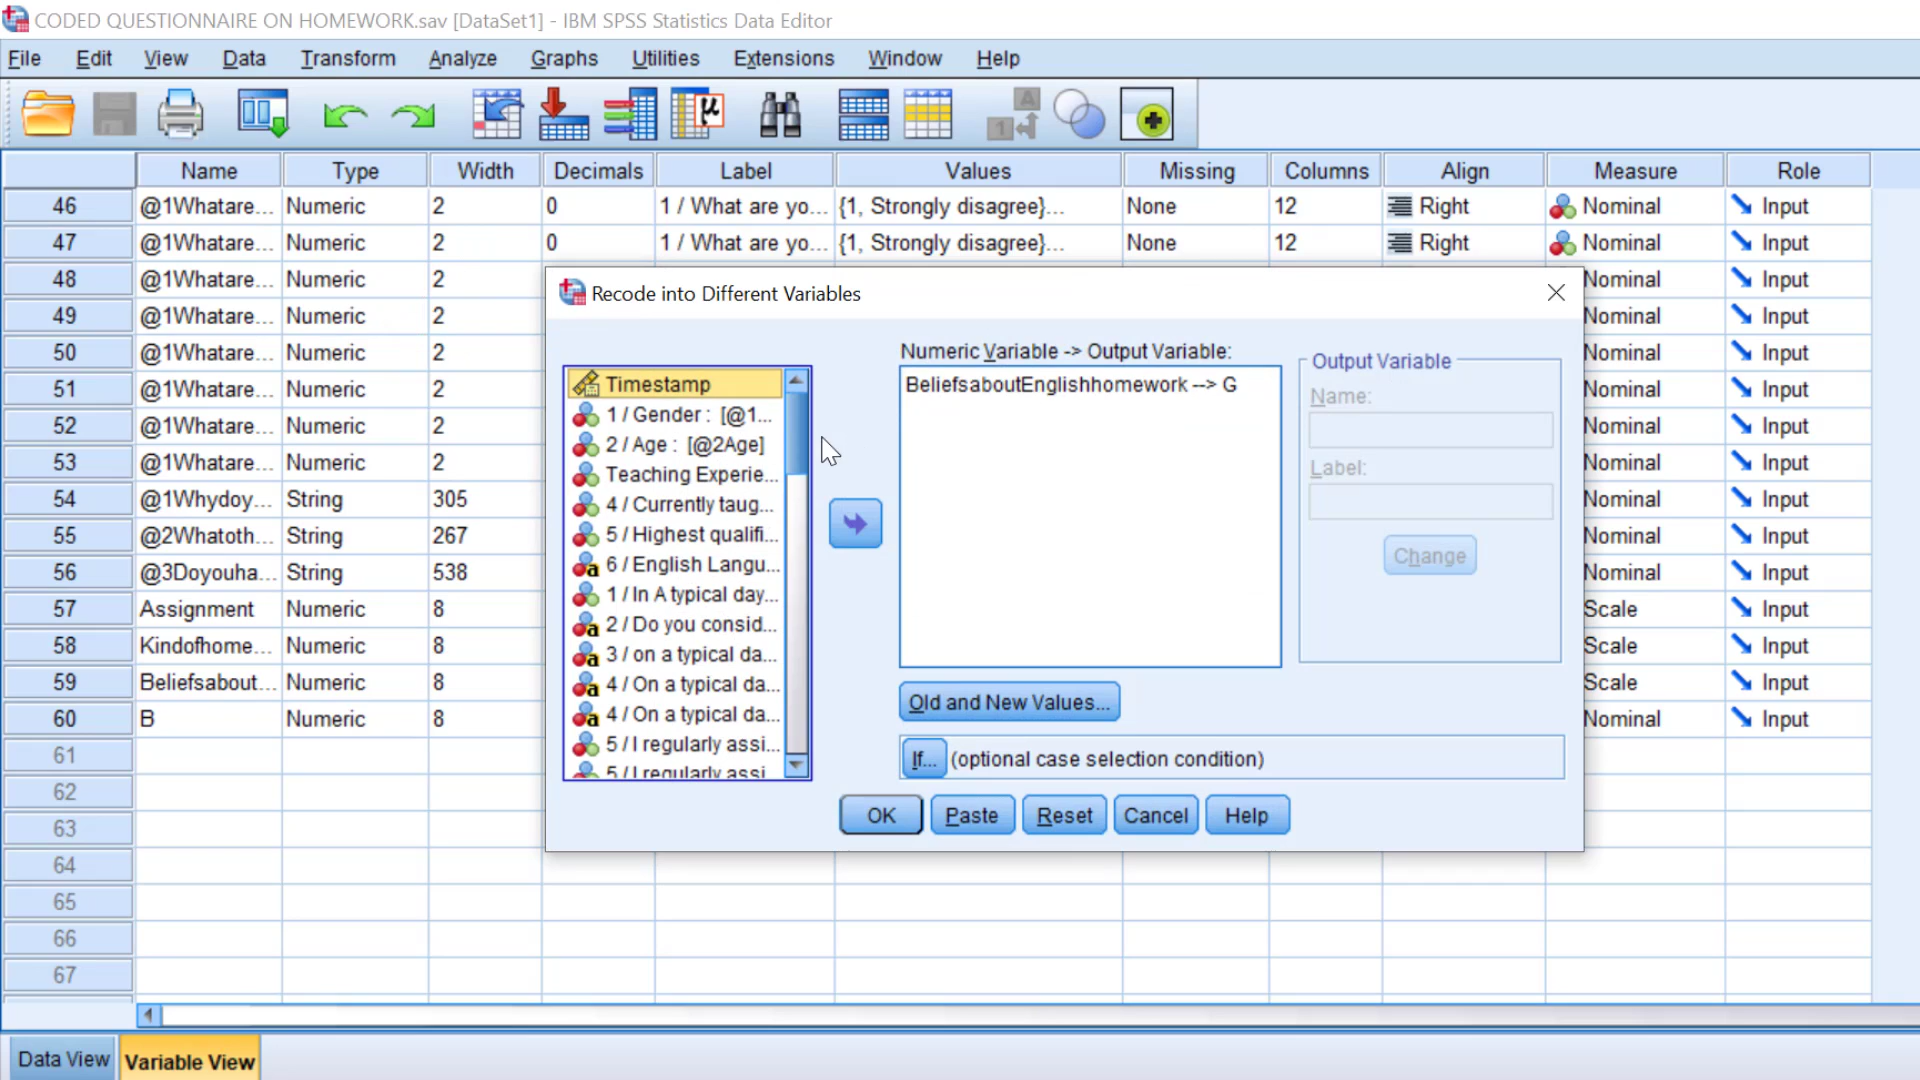 CODED QUESTIONNAIRE ON HOMEWORK.sav [DataSet1] - IBM SPSS Statistics Data Editor
File Edit View Data Transform Analyze Graphs Utilities Extensions Window Help
Name Type Width Decimals Label Values Missing Columns Align Measure Role
46 @1Whatare... Numeric 2 0 1 / What are yo... {1, Strongly disagree}... None 12 Right Nominal Input
47 @1Whatare... Numeric 2 0 1 / What are yo... {1, Strongly disagree}... None 12 Right Nominal Input
48 @1Whatare... Numeric 2 Nominal Input
49 @1Whatare... Numeric 2 Nominal Input
50 @1Whatare... Numeric 2 Nominal Input
51 @1Whatare... Numeric 2 Nominal Input
52 @1Whatare... Numeric 2 Nominal Input
53 @1Whatare... Numeric 2 Nominal Input
54 @1Whydoy... String 305 Nominal Input
55 @2Whatoth... String 267 Nominal Input
56 @3Doyouha... String 538 Nominal Input
57 Assignment Numeric 8 Scale Input
58 Kindofhome... Numeric 8 Scale Input
59 Beliefsabout... Numeric 8 Scale Input
60 B Numeric 8 Nominal Input
61
62
63
64
65
66
67
Recode into Different Variables
Timestamp
1 / Gender : [@1...
2 / Age : [@2Age]
Teaching Experie...
4 / Currently taug...
5 / Highest qualifi...
6 / English Langu...
1 / In A typical day...
2 / Do you consid...
3 / on a typical da...
4 / On a typical da...
4 / On a typical da...
5 / I regularly assi...
5 / I regularly assi...
Numeric Variable -> Output Variable:
BeliefsaboutEnglishhomework --> G
Output Variable
Name:
Label:
Change
Old and New Values...
If... (optional case selection condition)
OK Paste Reset Cancel Help
Data View Variable View